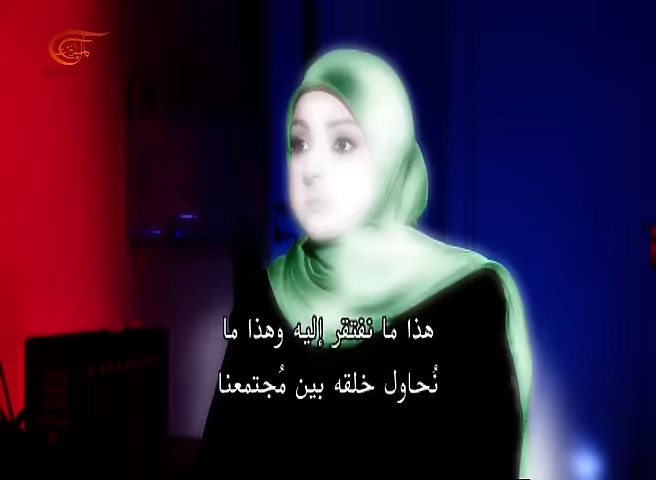 هذا ما نفتقر إليه وهذا ما
نُحاول خلقه بين مُجتمعنا